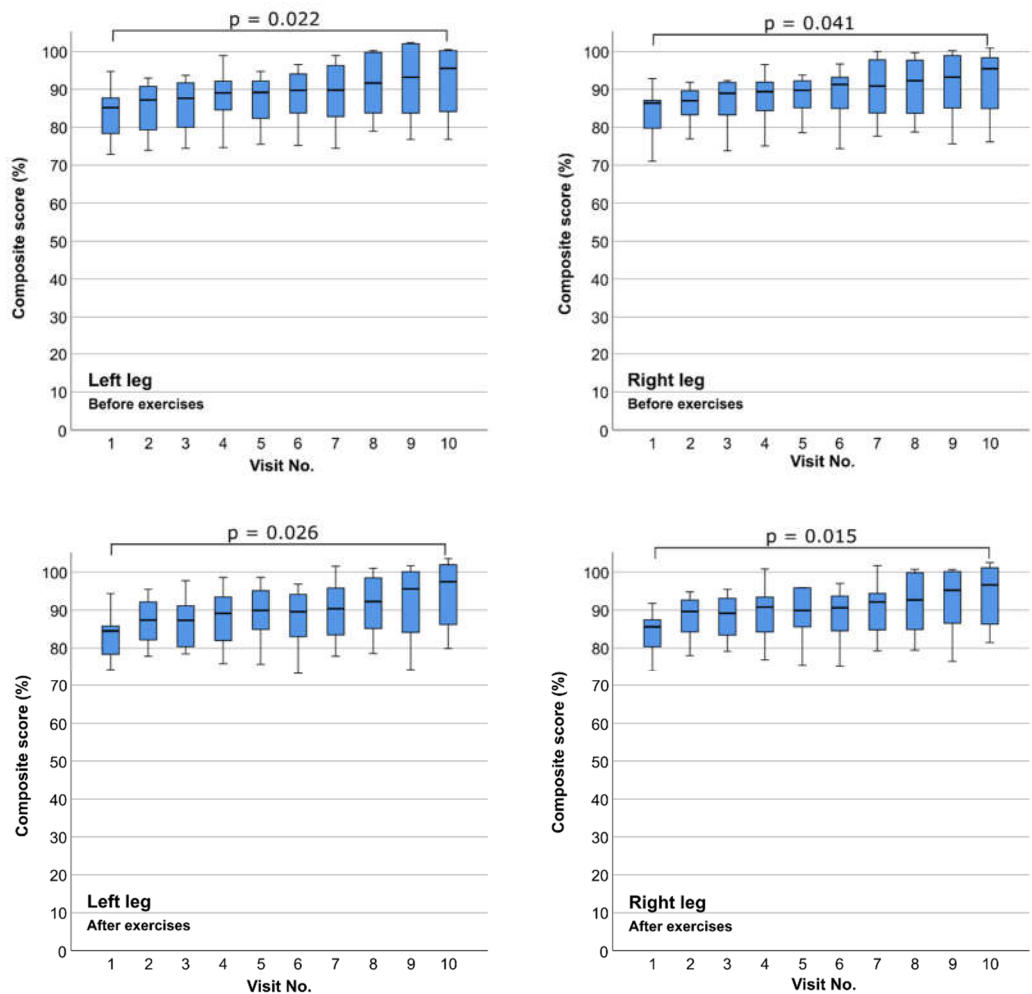 p = 0.022
Composite score (%)
100
90
80
70
60
50
40
30
20
10
0
Left leg
Before exercises
1 2 3 4 5 6 7 8 9 10
Visit No.
p = 0.041
Composite score (%)
100
90
80
70
60
50
40
30
20
10
0
Right leg
Before exercises
1 2 3 4 5 6 7 8 9 10
Visit No.
p = 0.026
Composite score (%)
100
90
80
70
60
50
40
30
20
10
0
Left leg
After exercises
1 2 3 4 5 6 7 8 9 10
Visit No.
p = 0.015
Composite score (%)
100
90
80
70
60
50
40
30
20
10
0
Right leg
After exercises
1 2 3 4 5 6 7 8 9 10
Visit No.